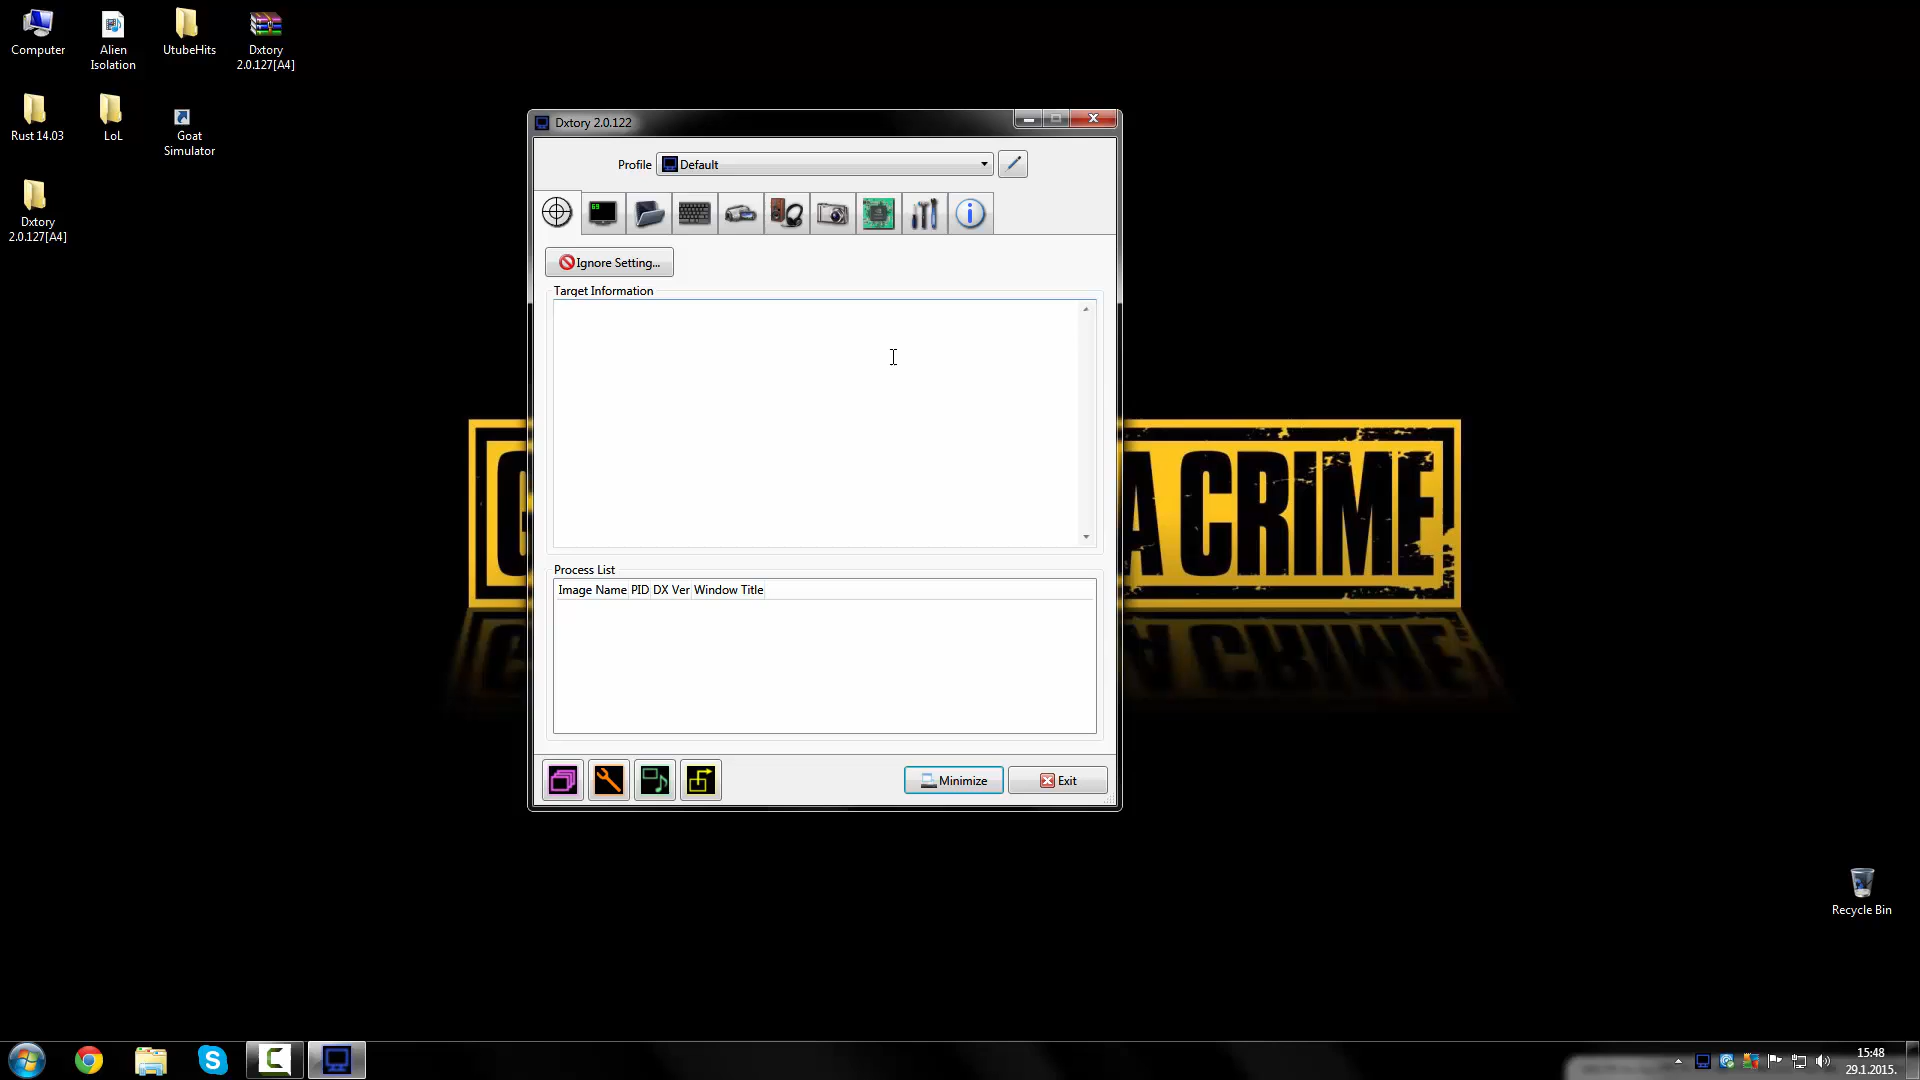 Computer
Alien
Isolation
UtubeHits
Dxtory
2.0.127[A4]
Rust 14.03
LoL
Goat
Simulator
Dxtory
2.0.127[A4]
Dxtory 2.0.122
Profile
Default
69
Ignore Setting...
Target Information
Process List
Image Name PID DX Ver Window Title
Minimize
Exit
A CRIME
Recycle Bin
15:48
29.1.2015.